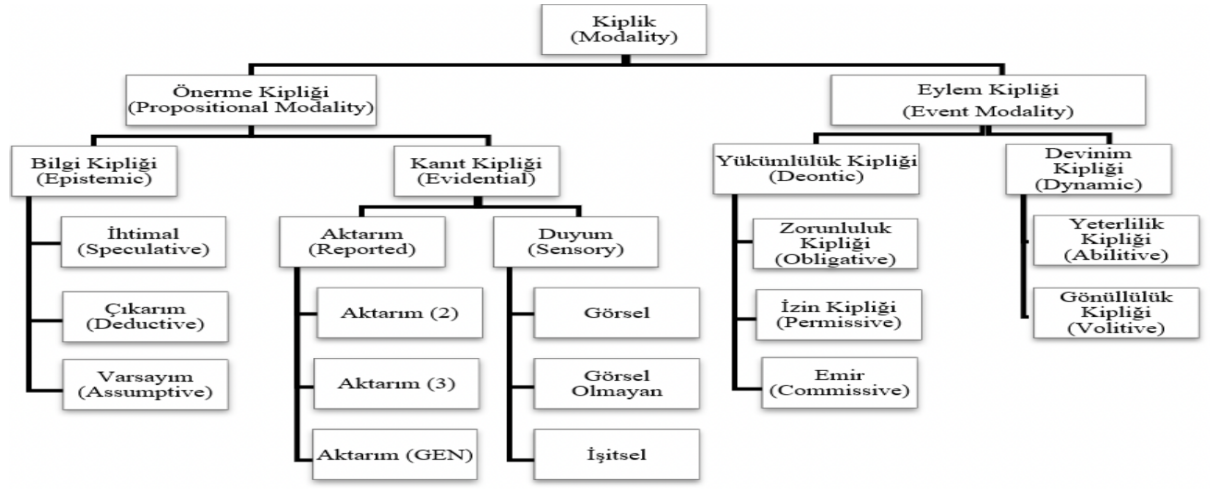 Kiplik
(Modality)
Önerme Kipliği
(Propositional Modality)
Eylem Kipliği
(Event Modality)
Bilgi Kipliği
(Epistemic)
Kanıt Kipliği
(Evidential)
Yükümlülük Kipliği
(Deontic)
Devinim
Kipliği
(Dynamic)
İhtimal
(Speculative)
Çıkarım
(Deductive)
Varsayım
(Assumptive)
Aktarım
(Reported)
Aktarım (2)
Aktarım (3)
Aktarım (GEN)
Duyum
(Sensory)
Görsel
Görsel
Olmayan
İşitsel
Zorunluluk
Kipliği
(Obligative)
İzin Kipliği
(Permissive)
Emir
(Commissive)
Yeterlilik
Kipliği
(Abilitive)
Gönüllülük
Kipliği
(Volitive)